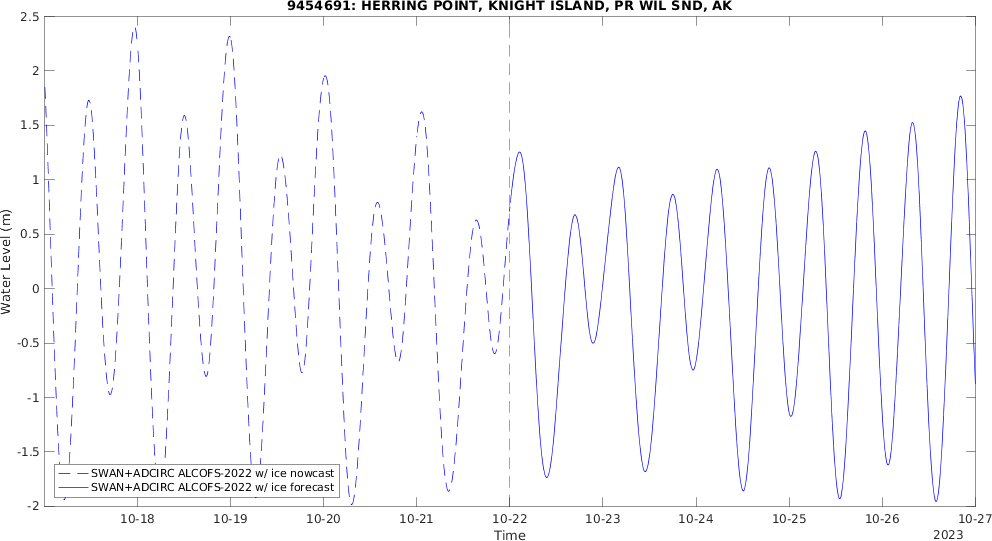 9454691: HERRING POINT, KNIGHT ISLAND, PR WIL SND, AK
2.5
2
1.5
1
0.5
0
-0.5
-1
-1.5
-2
Water Level (m)
SWAN+ADCIRC ALCOFS-2022 w/ ice nowcast
SWAN+ADCIRC ALCOFS-2022 w/ ice forecast
10-18 10-19 10-20 10-21 10-22 10-23 10-24 10-25 10-26 10-27
Time
2023